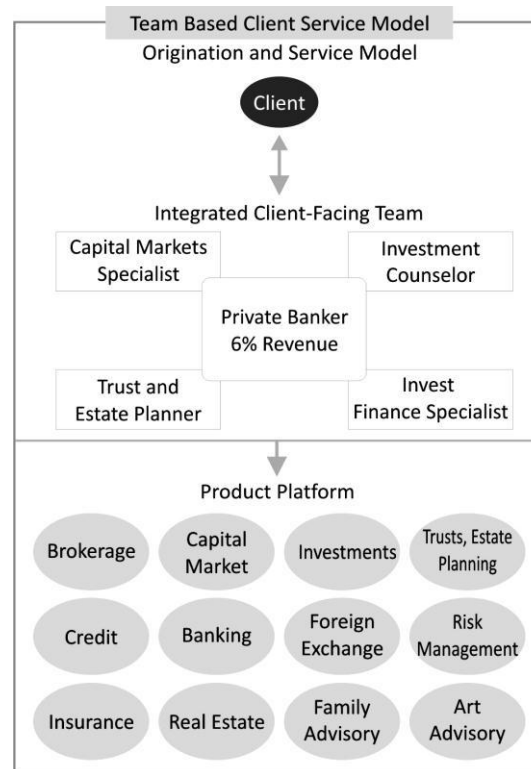 Team Based Client Service Model
Origination and Service Model
Client
Integrated Client-Facing Team
Capital Markets
Specialist
Investment
Counselor
Private Banker
6% Revenue
Trust and
Estate Planner
Invest
Finance Specialist
Product Platform
Brokerage
Capital
Market
Investments
Trusts, Estate
Planning
Credit
Banking
Foreign
Exchange
Risk
Management
Insurance
Real Estate
Family
Advisory
Art
Advisory